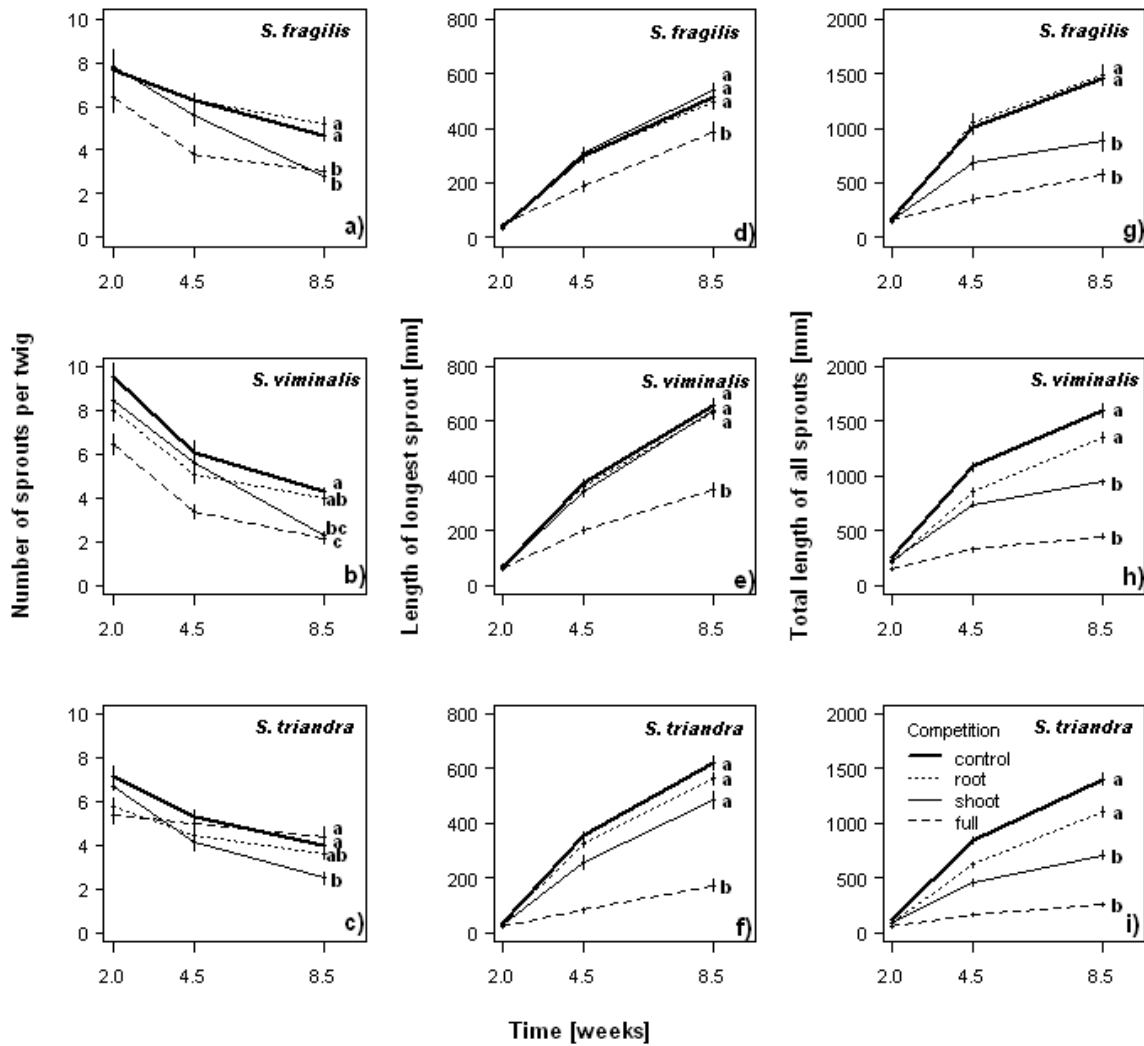 Number of sprouts per twig
Length of longest sprout [mm]
Total length of all sprouts [mm]
10
8
6
4
2
0
S. fragilis
a
a
b
b
a)
2.0
4.5
8.5
800
600
400
200
0
S. fragilis
a
a
a
b
d)
2.0
4.5
8.5
2000
1500
1000
500
0
S. fragilis
a
a
b
b
g)
2.0
4.5
8.5
10
8
6
4
2
0
S. viminalis
a
ab
bc
c
b)
2.0
4.5
8.5
800
600
400
200
0
S. viminalis
a
a
a
b
e)
2.0
4.5
8.5
2000
1500
1000
500
0
S. viminalis
a
a
b
b
h)
2.0
4.5
8.5
10
8
6
4
2
0
S. triandra
a
a
ab
b
c)
2.0
4.5
8.5
800
600
400
200
0
S. triandra
a
a
a
b
f)
2.0
4.5
8.5
2000
1500
1000
500
0
Competition
control
root
shoot
full
S. triandra
a
a
b
b
i)
2.0
4.5
8.5
Time [weeks]